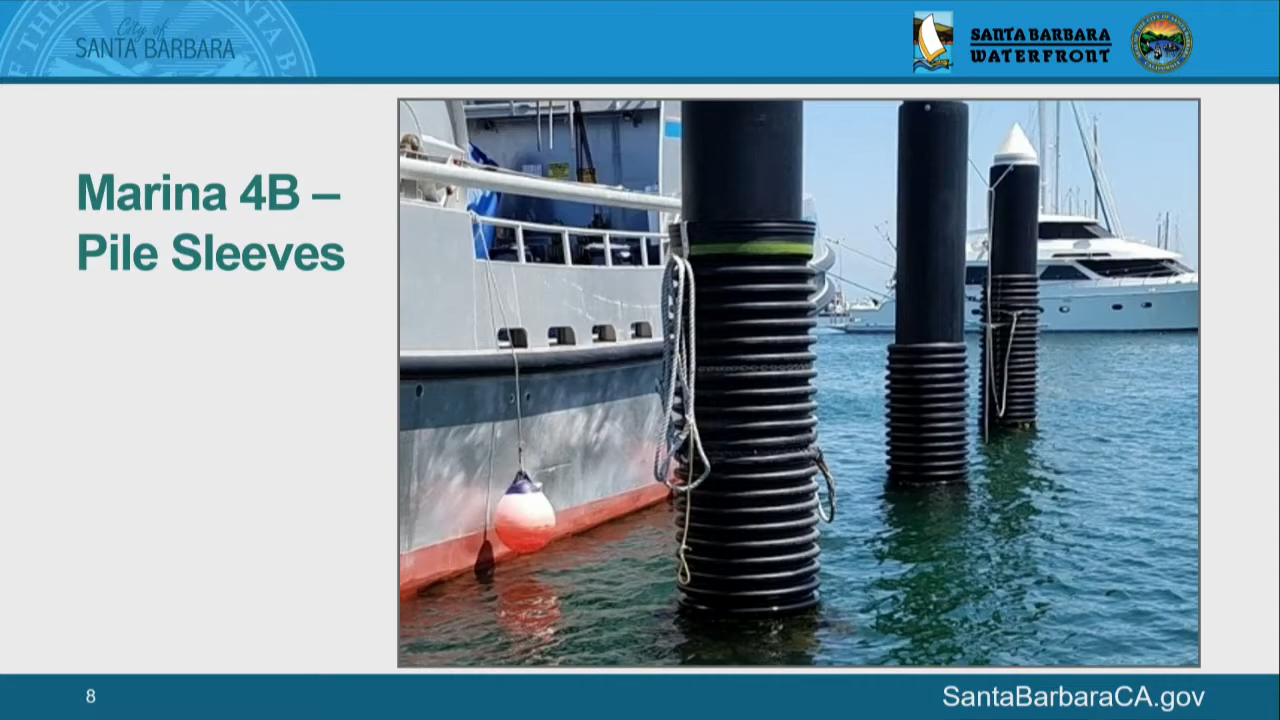 City of
SANTA BARBARA
SANTA BARBARA
WATERFRONT
Marina 4B –
Pile Sleeves
8
SantaBarbaraCA.gov